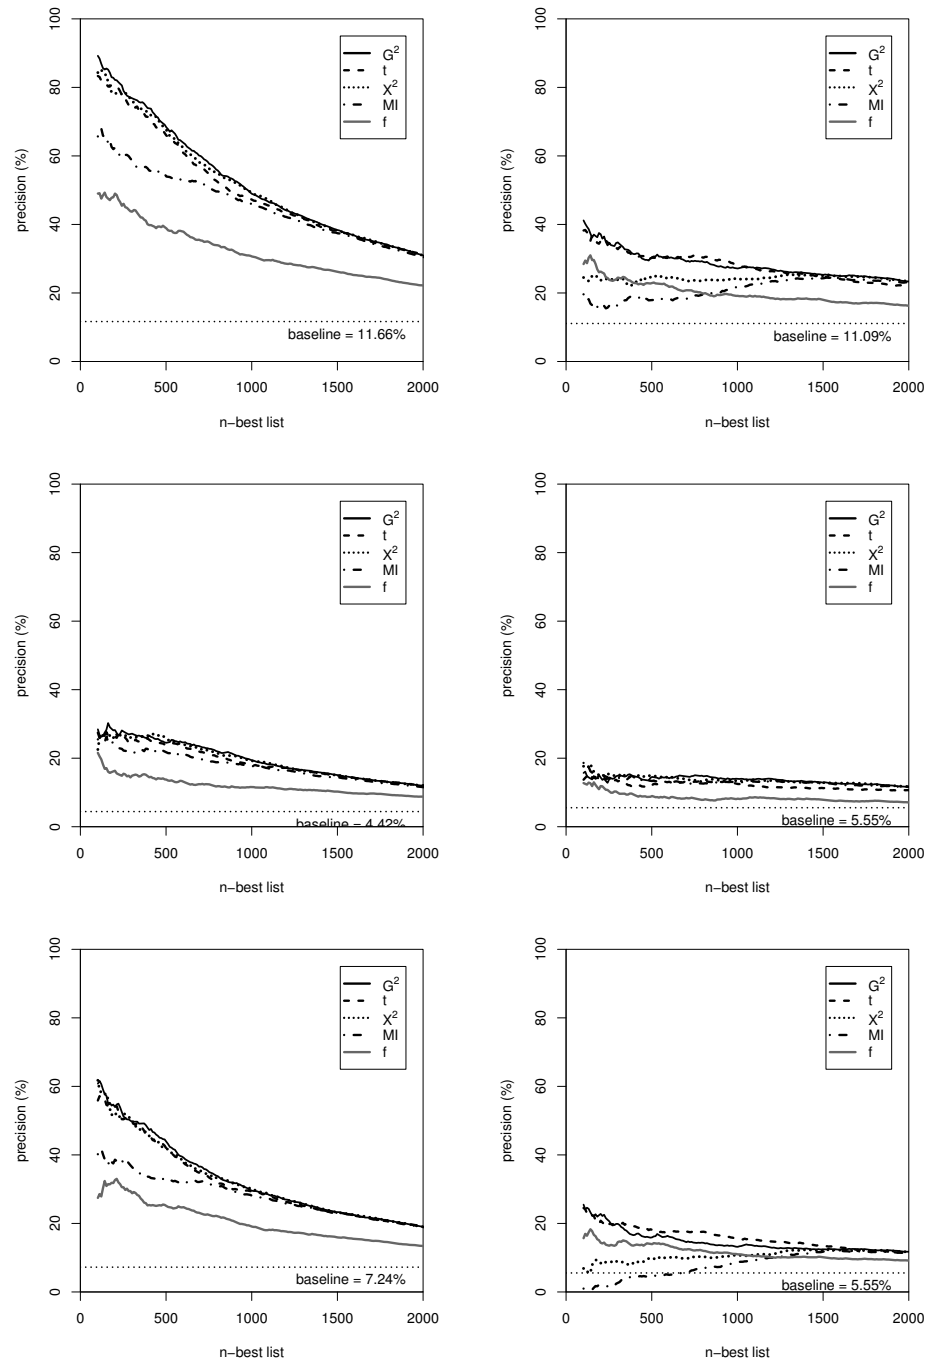 precision (%)
100
80
60
40
20
0
G²
t
X²
MI
f
baseline = 11.66%
0 500 1000 1500 2000
n−best list
precision (%)
100
80
60
40
20
0
G²
t
X²
MI
f
baseline = 11.09%
0 500 1000 1500 2000
n−best list
precision (%)
100
80
60
40
20
0
G²
t
X²
MI
f
baseline = 4.42%
0 500 1000 1500 2000
n−best list
precision (%)
100
80
60
40
20
0
G²
t
X²
MI
f
baseline = 5.55%
0 500 1000 1500 2000
n−best list
precision (%)
100
80
60
40
20
0
G²
t
X²
MI
f
baseline = 7.24%
0 500 1000 1500 2000
n−best list
precision (%)
100
80
60
40
20
0
G²
t
X²
MI
f
baseline = 5.55%
0 500 1000 1500 2000
n−best list